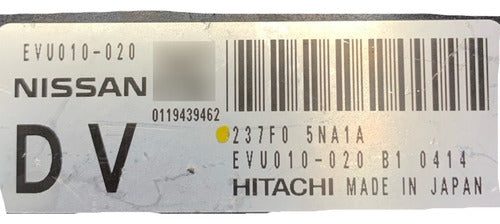 EVU010-020
NISSAN
0119439462
DV
237F0 5NA1A
EVU010-020 B1 0414
HITACHI MADE IN JAPAN